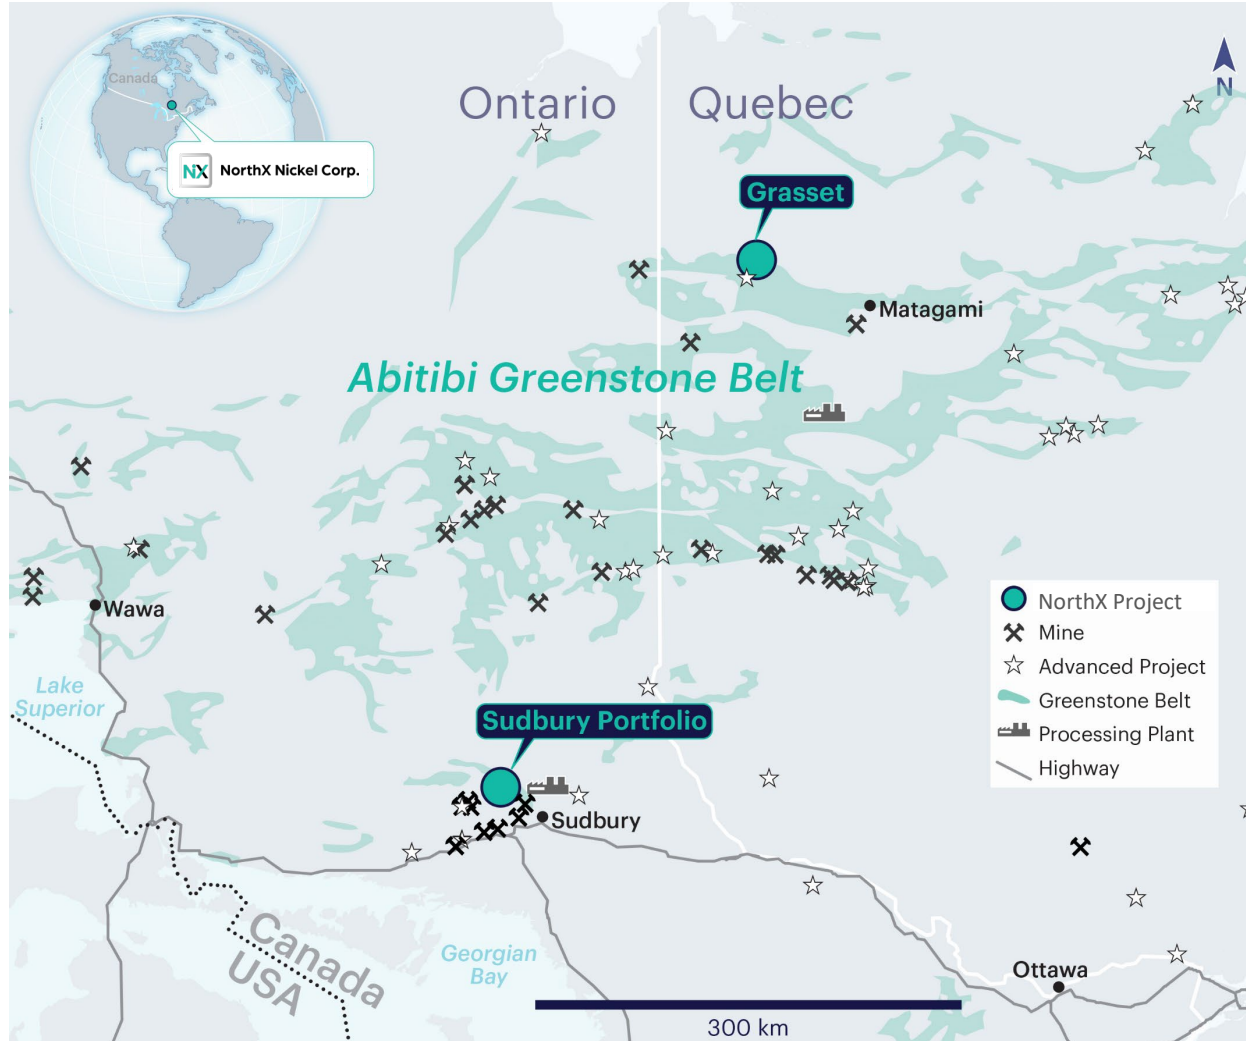 Canada
NX
NorthX Nickel Corp.
Ontario
Quebec
N
Grasset
Matagami
Abitibi Greenstone Belt
Wawa
Lake
Superior
Sudbury Portfolio
Sudbury
NorthX Project
Mine
Advanced Project
Greenstone Belt
Processing Plant
Highway
Canada
USA
Georgian
Bay
Ottawa
300 km